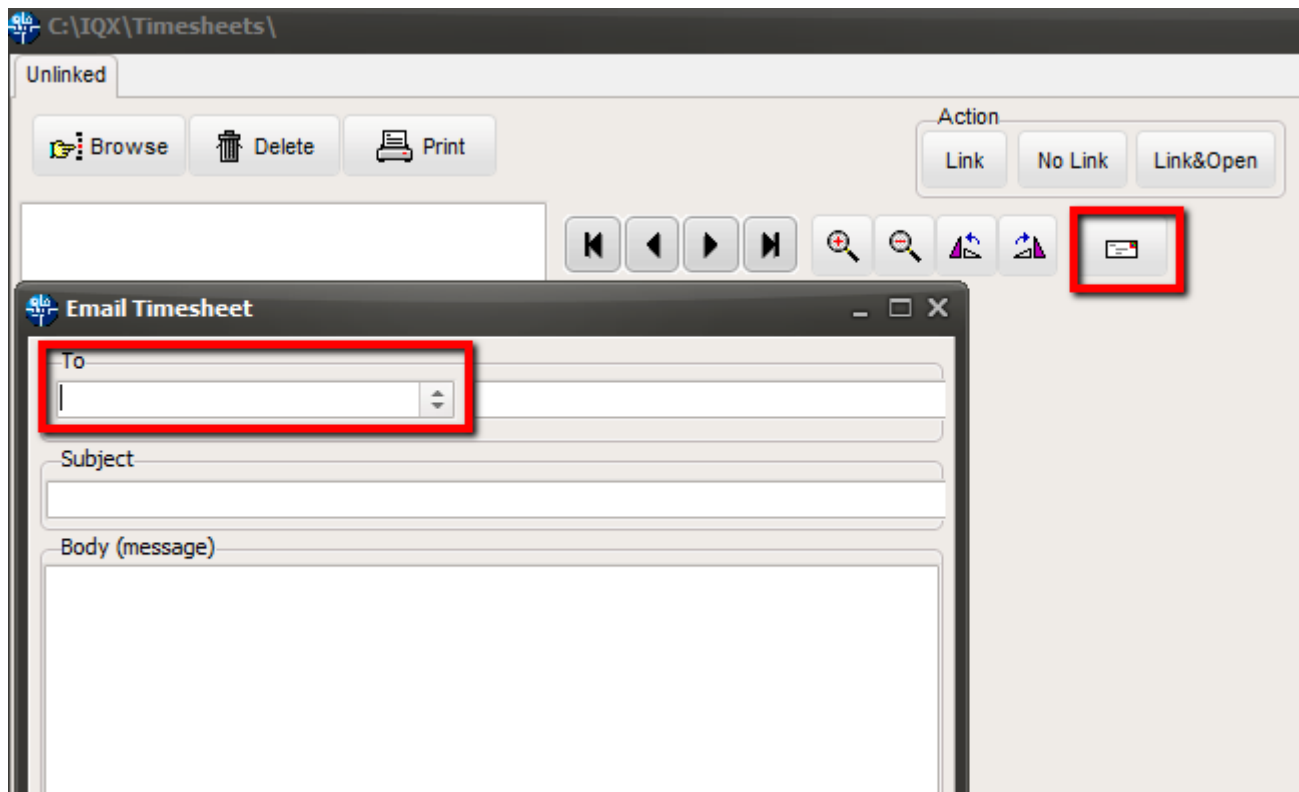 C:\IQX\Timesheets\
Unlinked
Browse Delete Print
Action
Link No Link Link&Open
Email Timesheet
To
Subject
Body (message)